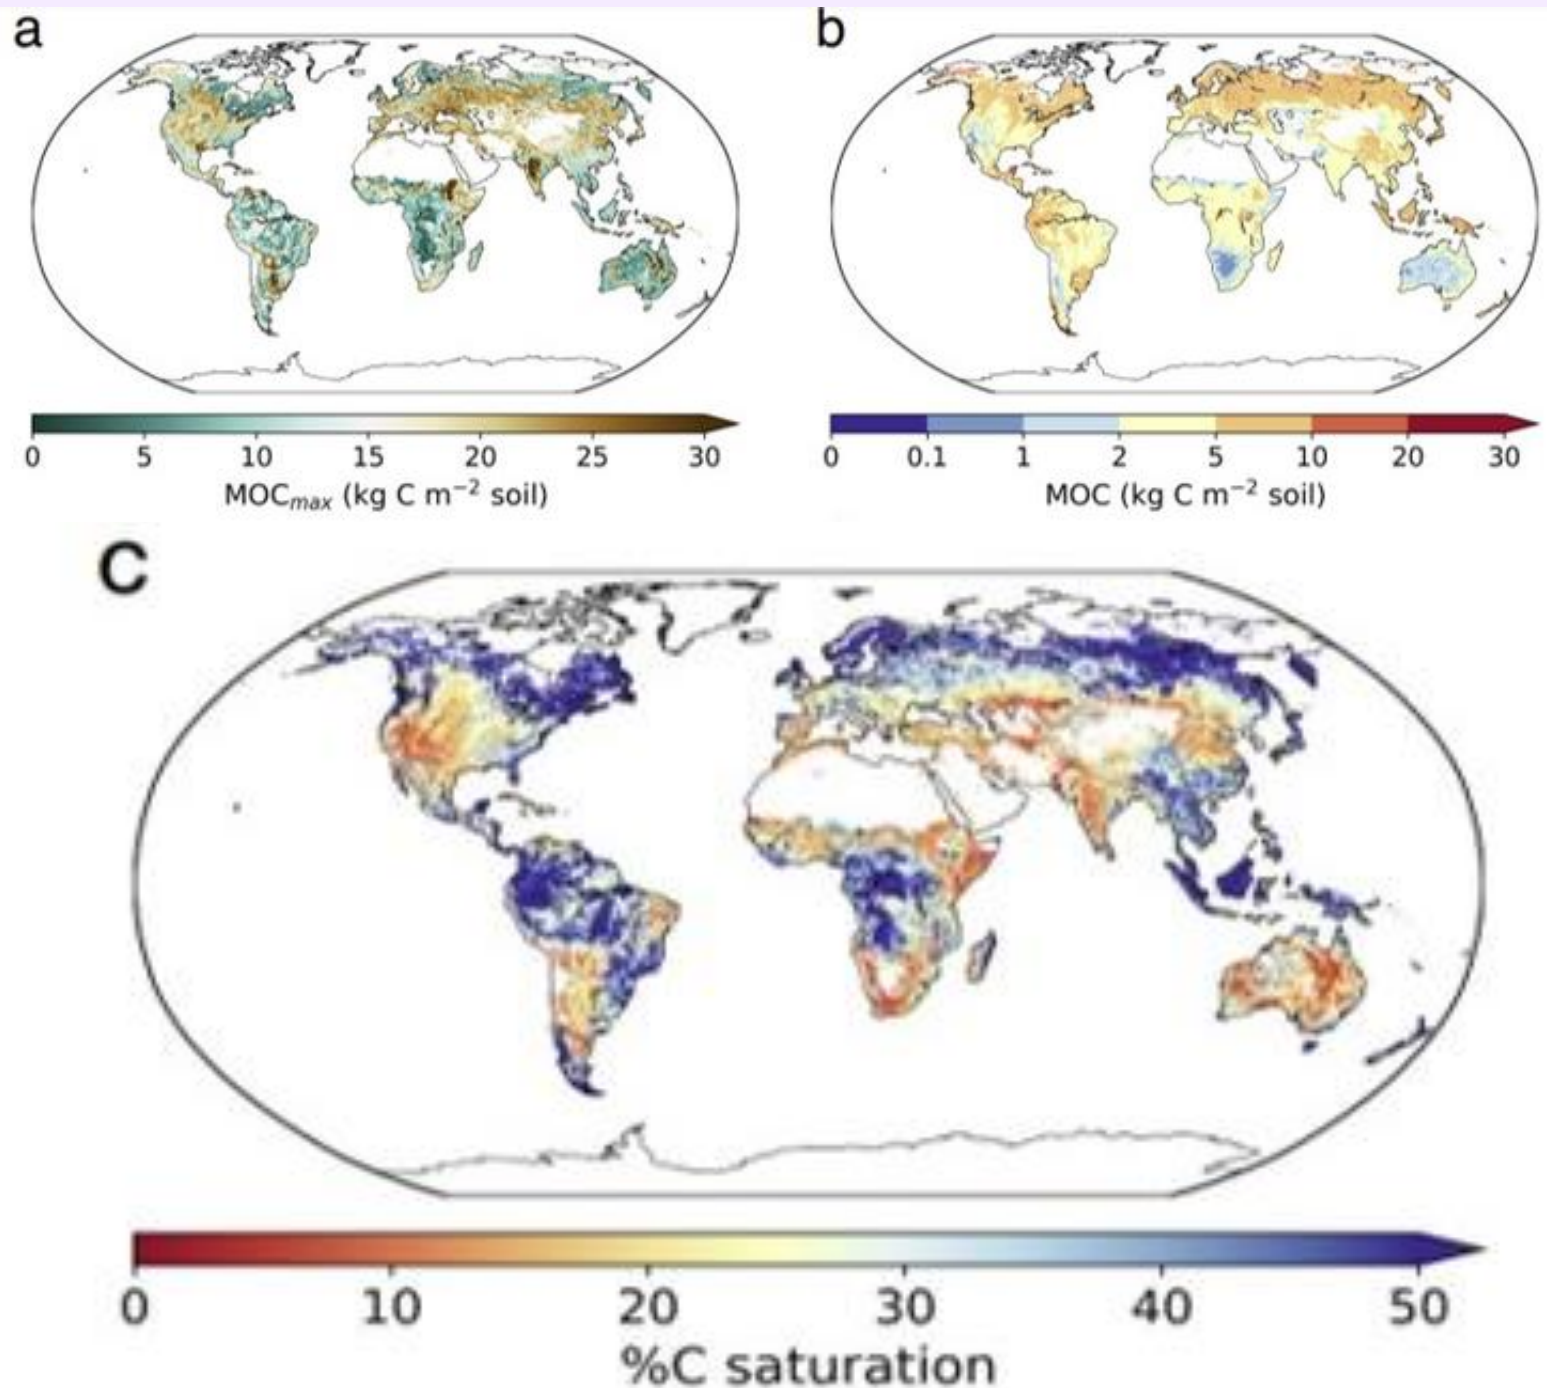 a
b
0 5 10 15 20 25 30
MOCmax (kg C m−2 soil)
0 0.1 1 2 5 10 20 30
MOC (kg C m−2 soil)
C
0 10 20 30 40 50
%C saturation